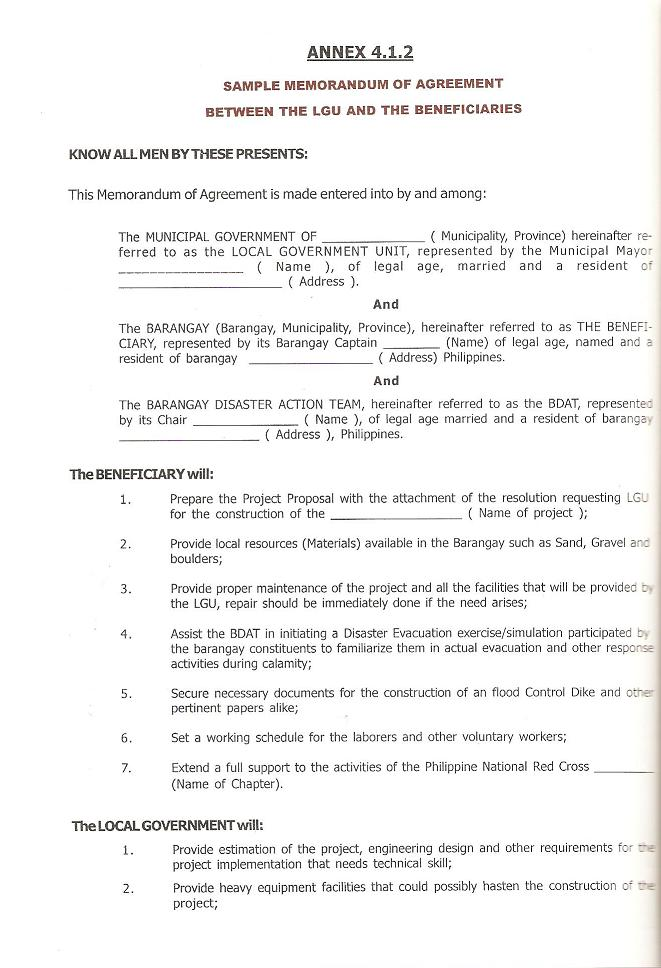 ANNEX 4.1.2
SAMPLE MEMORANDUM OF AGREEMENT
BETWEEN THE LGU AND THE BENEFICIARIES
KNOW ALL MEN BY THESE PRESENTS:
This Memorandum of Agreement is made entered into by and among:
The MUNICIPAL GOVERNMENT OF _______________ ( Municipality, Province) hereinafter re-
ferred to as the LOCAL GOVERNMENT UNIT, represented by the Municipal Mayor
_________________ ( Name ), of legal age, married and a resident of
______________________ ( Address ).
And
The BARANGAY (Barangay, Municipality, Province), hereinafter referred to as THE BENEFI-
CIARY, represented by its Barangay Captain ________ (Name) of legal age, named and a
resident of barangay _________________ ( Address) Philippines.
And
The BARANGAY DISASTER ACTION TEAM, hereinafter referred to as the BDAT, represented
by its Chair ______________ ( Name ), of legal age married and a resident of barangay
___________________ ( Address ), Philippines.
The BENEFICIARY will:
1. Prepare the Project Proposal with the attachment of the resolution requesting LGU
for the construction of the __________________ ( Name of project );
2. Provide local resources (Materials) available in the Barangay such as Sand, Gravel and
boulders;
3. Provide proper maintenance of the project and all the facilities that will be provided by
the LGU, repair should be immediately done if the need arises;
4. Assist the BDAT in initiating a Disaster Evacuation exercise/simulation participated by
the barangay constituents to familiarize them in actual evacuation and other response
activities during calamity;
5. Secure necessary documents for the construction of an flood Control Dike and other
pertinent papers alike;
6. Set a working schedule for the laborers and other voluntary workers;
7. Extend a full support to the activities of the Philippine National Red Cross ________
(Name of Chapter).
The LOCAL GOVERNMENT will:
1. Provide estimation of the project, engineering design and other requirements for the
project implementation that needs technical skill;
2. Provide heavy equipment facilities that could possibly hasten the construction of the
project;